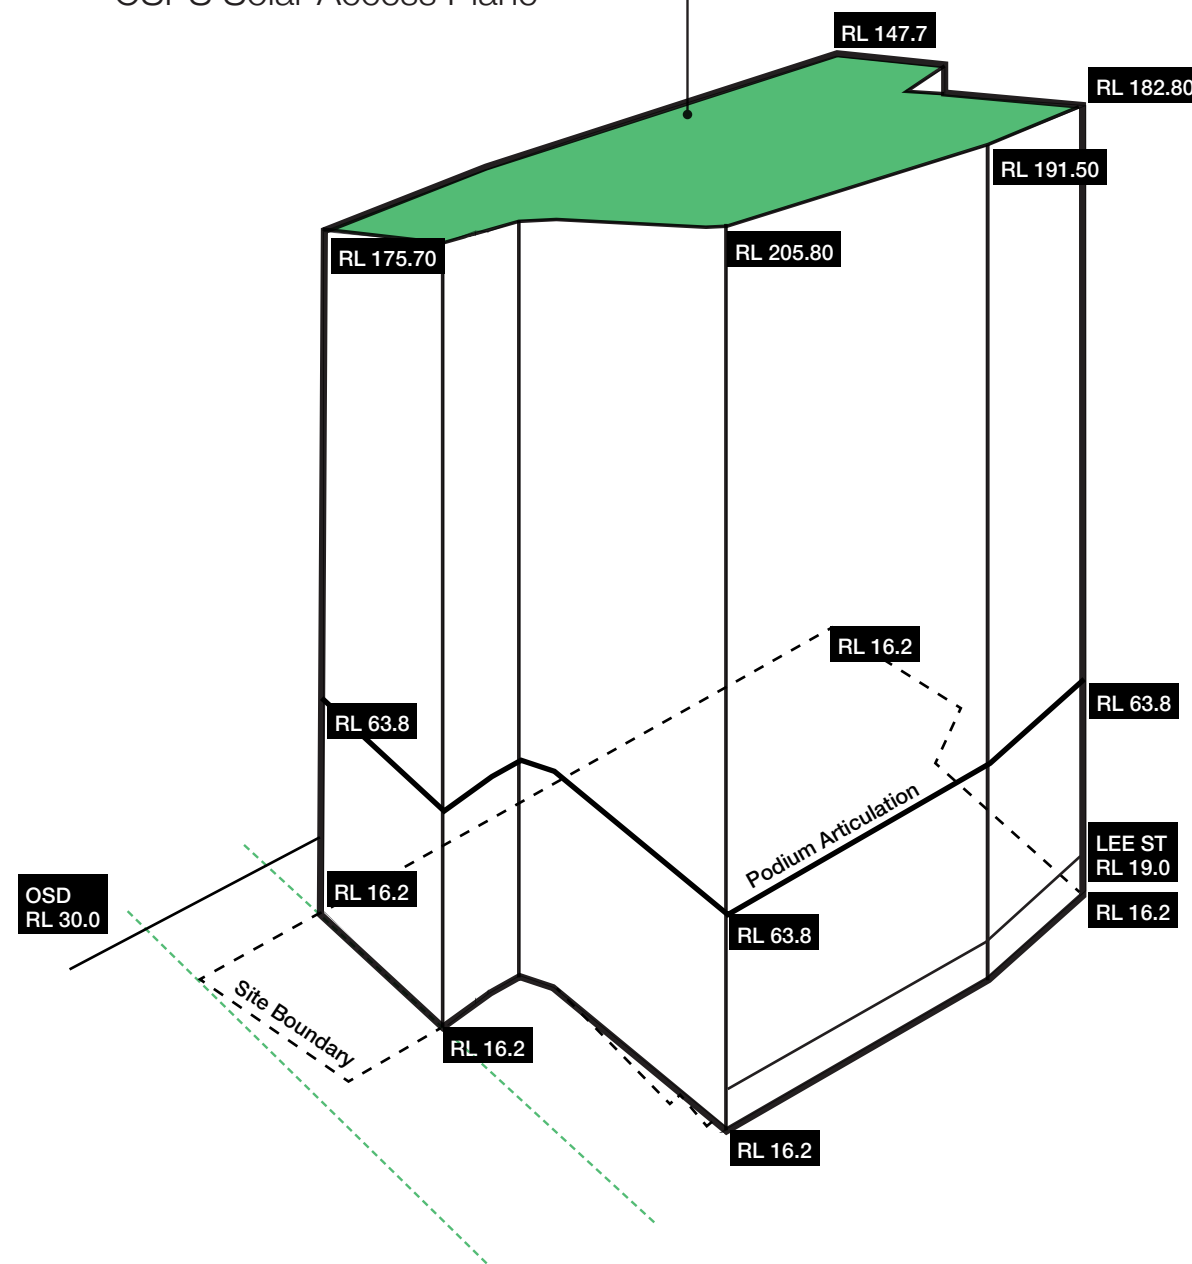 RL 147.7
RL 182.80
RL 191.50
RL 175.70
RL 205.80
RL 16.2
RL 63.8
RL 63.8
Podium Articulation
LEE ST
RL 19.0
OSD
RL 30.0
RL 16.2
RL 16.2
RL 63.8
Site Boundary
RL 16.2
RL 16.2